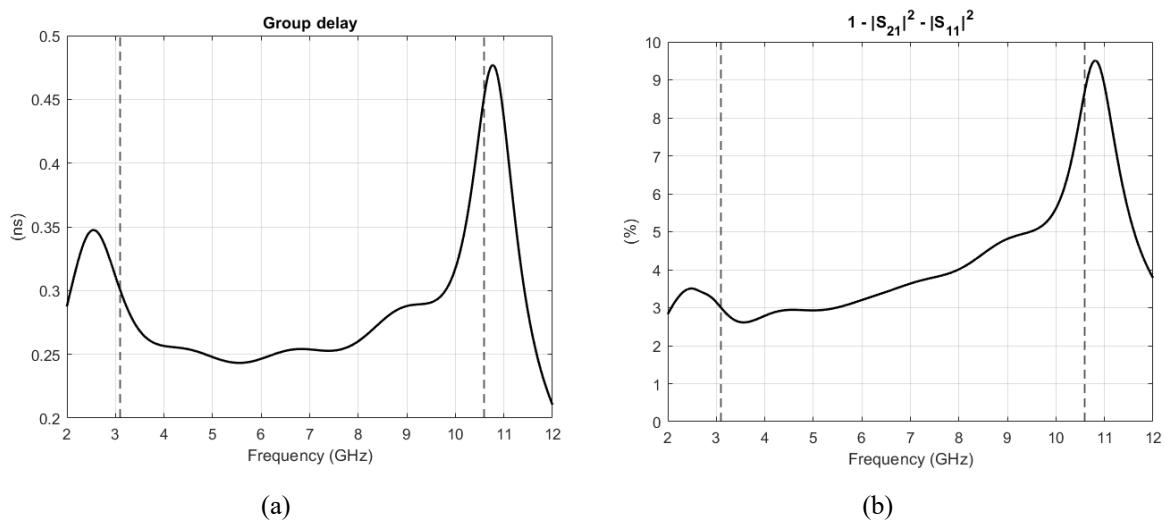 Group delay
0.5
0.45
0.4
0.35
0.3
0.25
0.2
(ns)
2 3 4 5 6 7 8 9 10 11 12
Frequency (GHz)
(a)
1 - |S₂₁|² - |S₁₁|²
10
9
8
7
6
5
4
3
2
1
0
(%)
2 3 4 5 6 7 8 9 10 11 12
Frequency (GHz)
(b)